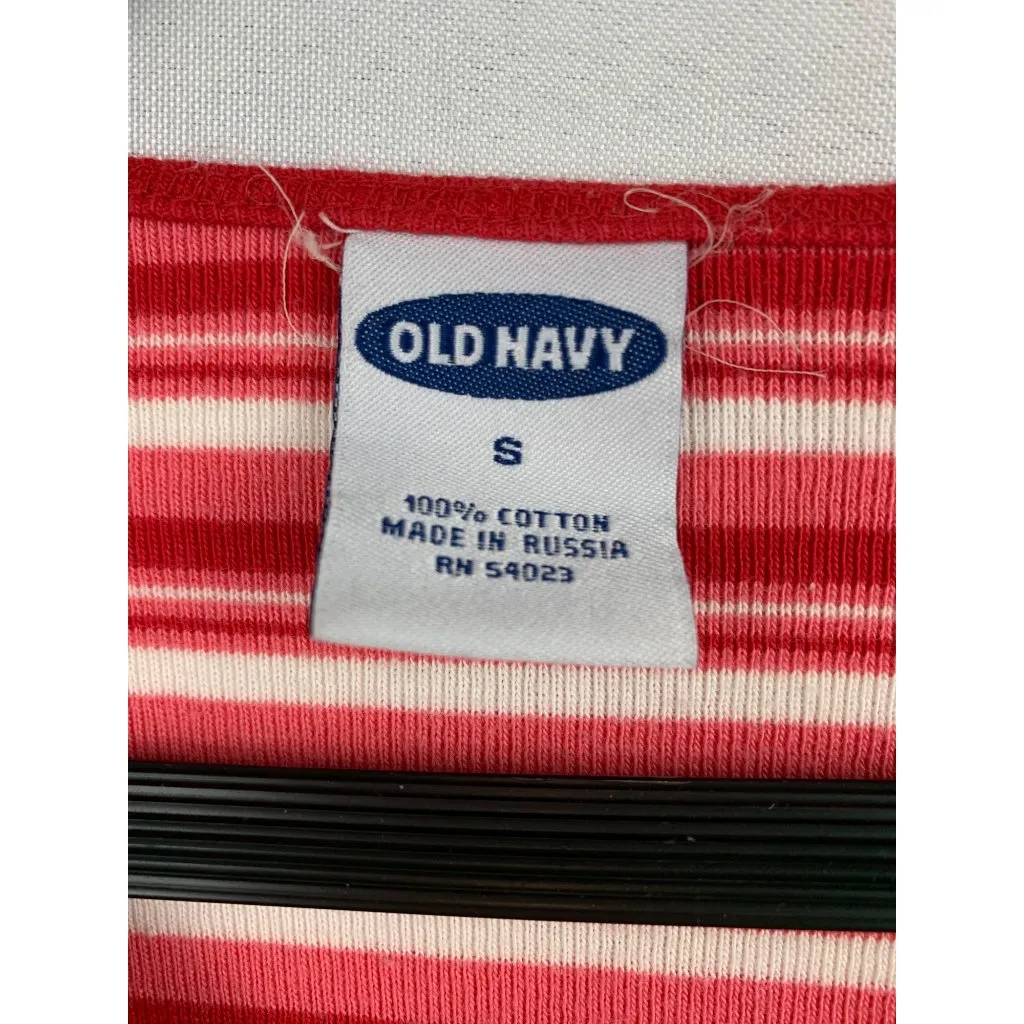 OLD NAVY
S
100% COTTON
MADE IN RUSSIA
RN 54023